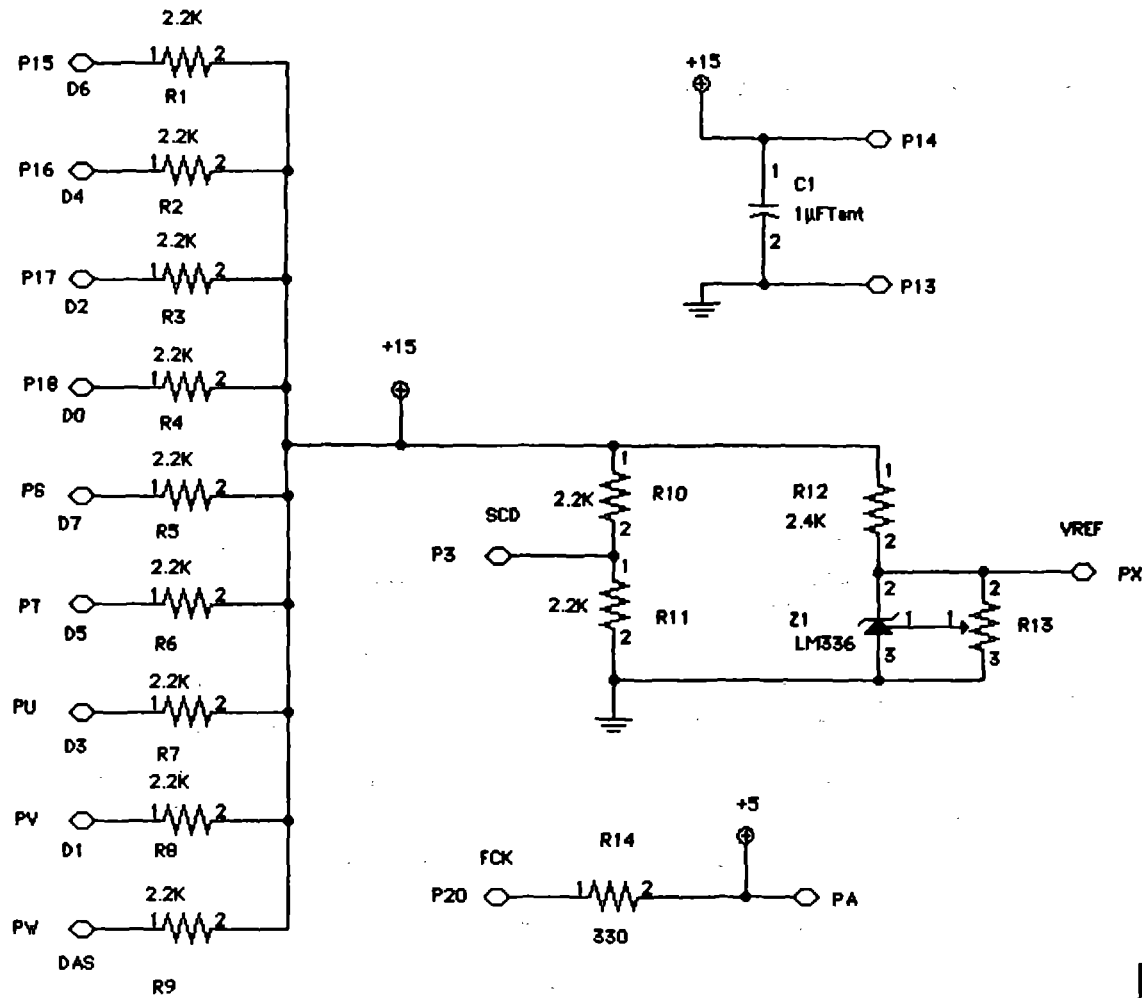 2.2K
P15 1 2
D6
R1
2.2K
P16 1 2
D4
R2
2.2K
P17 1 2
D2
R3
2.2K
P18 1 2
D0
R4
2.2K
PS 1 2
D7
R5
2.2K
PT 1 2
D5
R6
2.2K
PU 1 2
D3
R7
2.2K
PV 1 2
D1
R8
2.2K
PW 1 2
DAS
R9
+15
P14
1
C1
1µFTant
2
P13
+15
1
2.2K R10
2
SCD
P3
1
2.2K R11
2
1
R12
2.4K
2
VREF
PX
2 2
Z1 1 1 R13
LM336
3 3
+5
R14
FCK
P20 1 2 PA
330